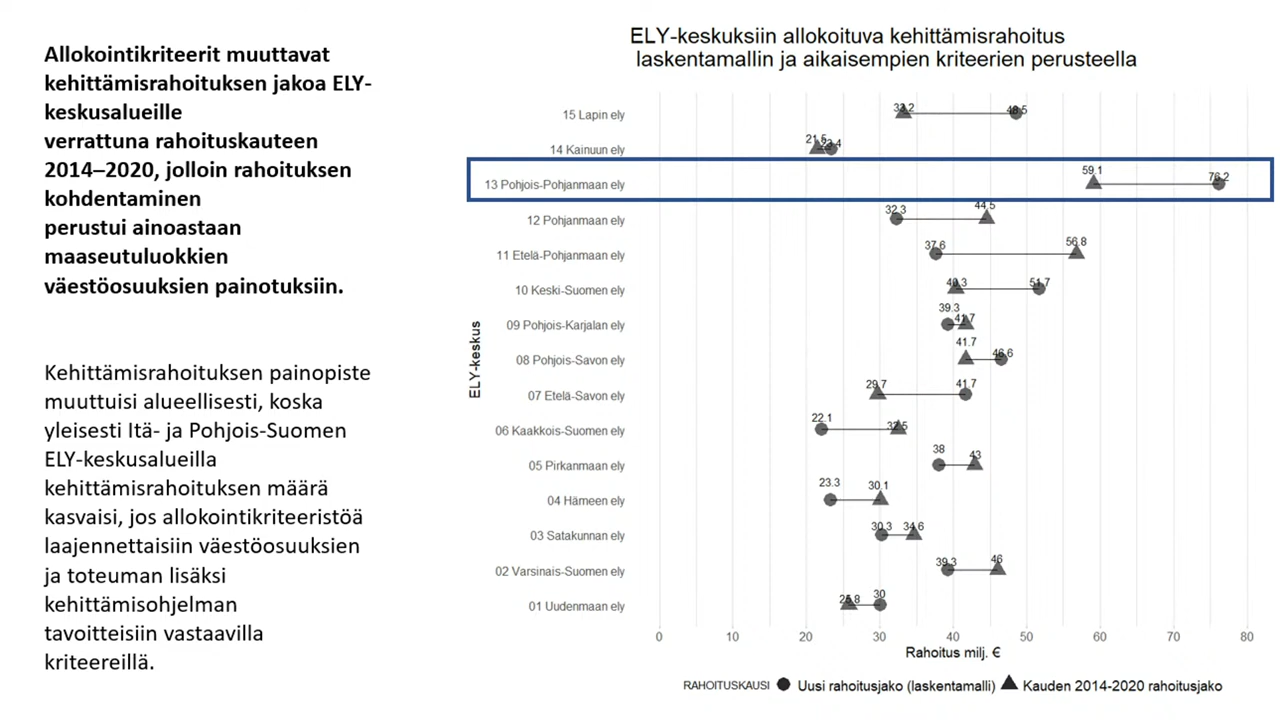 Allokointikriteerit muuttavat
kehittämisrahoituksen jakoa ELY-
keskusalueille
verrattuna rahoituskauteen
2014–2020, jolloin rahoituksen
kohdentaminen
perustui ainoastaan
maaseutuluokkien
väestöosuuksien painotuksiin.
Kehittämisrahoituksen painopiste
muuttuisi alueellisesti, koska
yleisesti Itä- ja Pohjois-Suomen
ELY-keskusalueilla
kehittämisrahoituksen määrä
kasvaisi, jos allokointikriteeristöä
laajennettaisiin väestöosuuksien
ja toteuman lisäksi
kehittämisohjelman
tavoitteisiin vastaavilla
kriteereillä.
ELY-keskuksiin allokoituva kehittämisrahoitus
laskentamallin ja aikaisempien kriteerien perusteella
ELY-keskus
15 Lapin ely 33.2 48.5
14 Kainuun ely 21.5 23.4
13 Pohjois-Pohjanmaan ely 59.1 76.2
12 Pohjanmaan ely 32.3 44.5
11 Etelä-Pohjanmaan ely 37.6 56.8
10 Keski-Suomen ely 40.3 51.7
09 Pohjois-Karjalan ely 39.3 41.7
08 Pohjois-Savon ely 41.7 46.6
07 Etelä-Savon ely 29.7 41.7
06 Kaakkois-Suomen ely 22.1 32.5
05 Pirkanmaan ely 38 43
04 Hämeen ely 23.3 30.1
03 Satakunnan ely 30.3 34.6
02 Varsinais-Suomen ely 39.3 46
01 Uudenmaan ely 25.8 30
0 10 20 30 40 50 60 70 80
Rahoitus milj. €
RAHOITUSKAUSI Uusi rahoitusjako (laskentamalli) Kauden 2014-2020 rahoitusjako